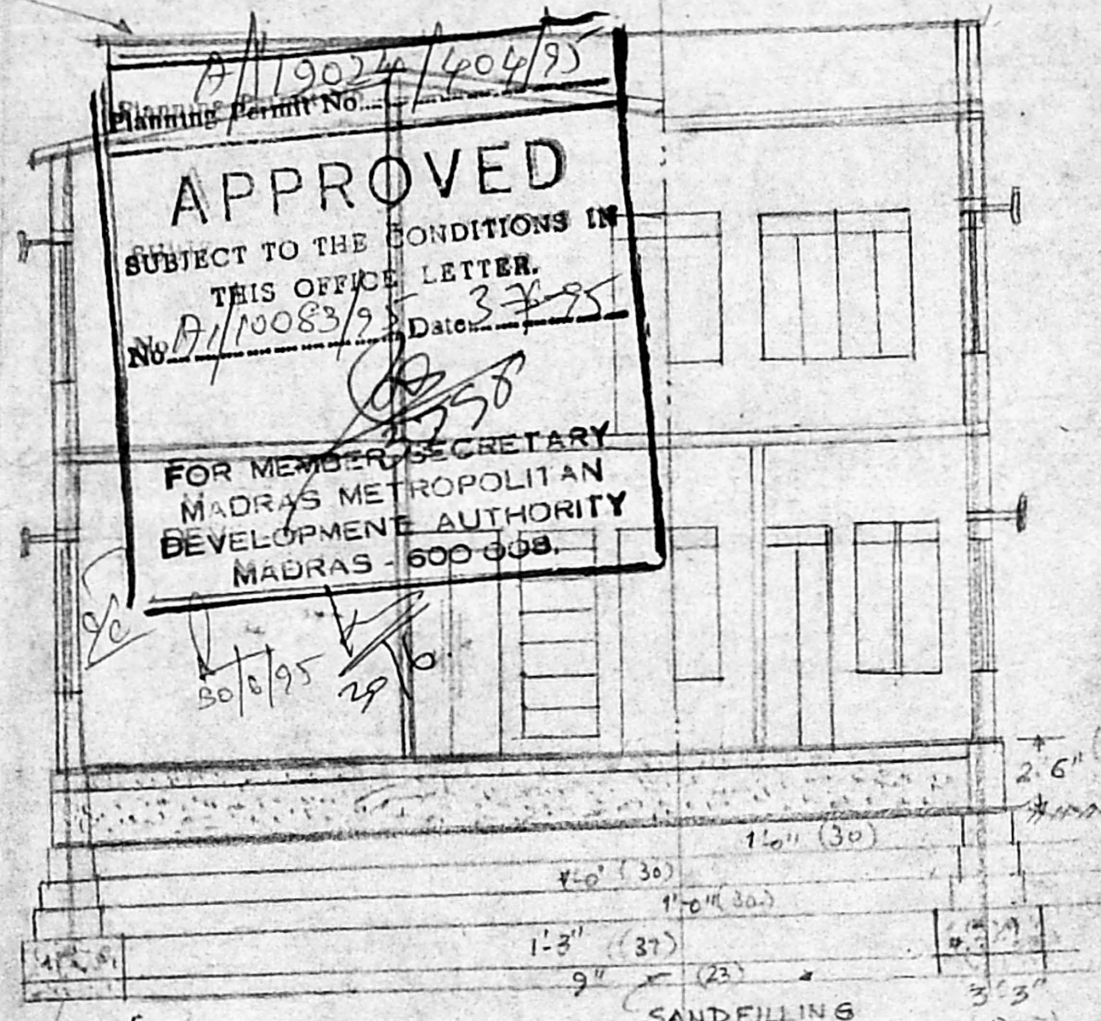 A/19024/404/95
Planning Permit No.
APPROVED
SUBJECT TO THE CONDITIONS IN
THIS OFFICE LETTER.
No. A1/10083/95 Date 3-7-95
FOR MEMBER SECRETARY
MADRAS METROPOLITAN
DEVELOPMENT AUTHORITY
MADRAS - 600 008.
30/6/95
2'6"
1'-0" (30)
1'-0" (30)
1'-0" (30)
1'-3" (37)
9" (23)
3'3"
SANDFILLING